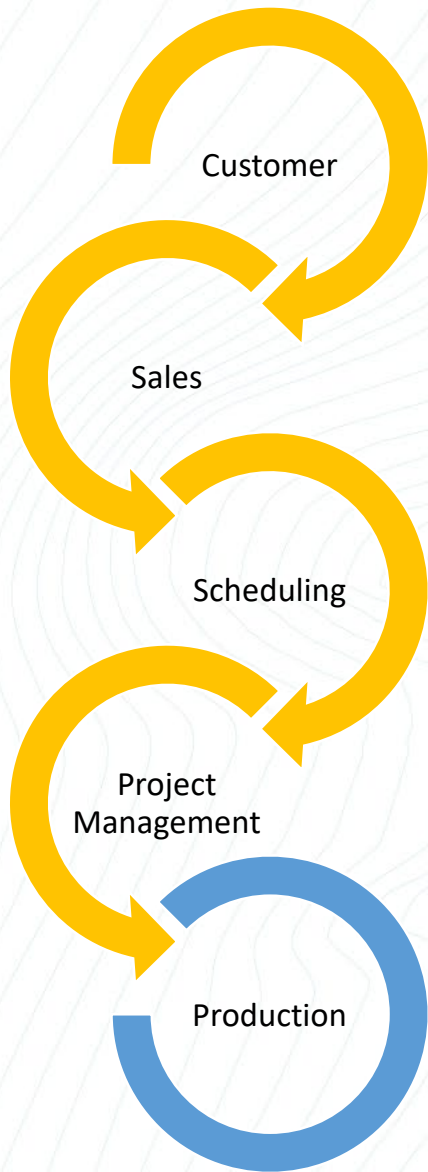 Customer
Sales
Scheduling
Project
Management
Production